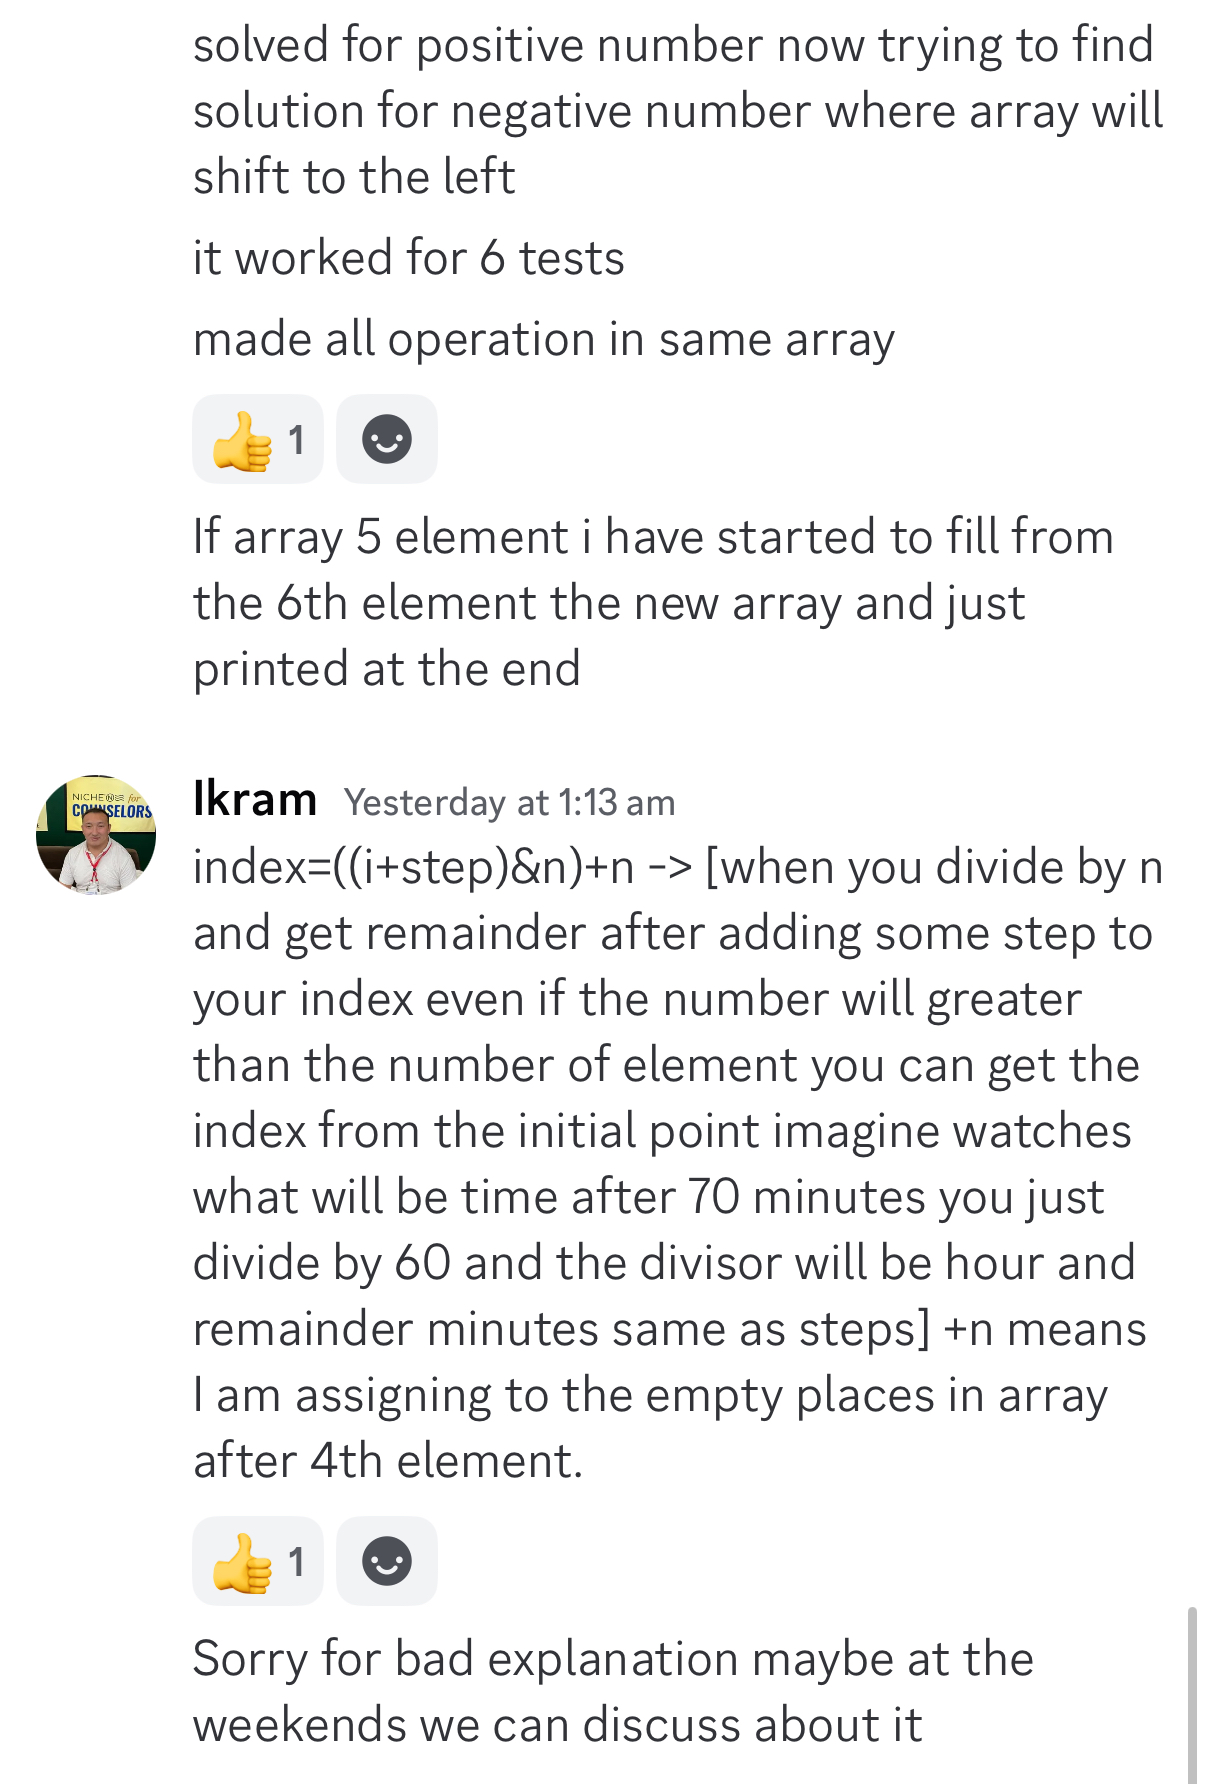 solved for positive number now trying to find
solution for negative number where array will
shift to the left
it worked for 6 tests
made all operation in same array
👍 1
If array 5 element i have started to fill from
the 6th element the new array and just
printed at the end
NICHE for
COUNSELORS
Ikram Yesterday at 1:13 am
index=((i+step)&n)+n -> [when you divide by n
and get remainder after adding some step to
your index even if the number will greater
than the number of element you can get the
index from the initial point imagine watches
what will be time after 70 minutes you just
divide by 60 and the divisor will be hour and
remainder minutes same as steps] +n means
I am assigning to the empty places in array
after 4th element.
👍 1
Sorry for bad explanation maybe at the
weekends we can discuss about it